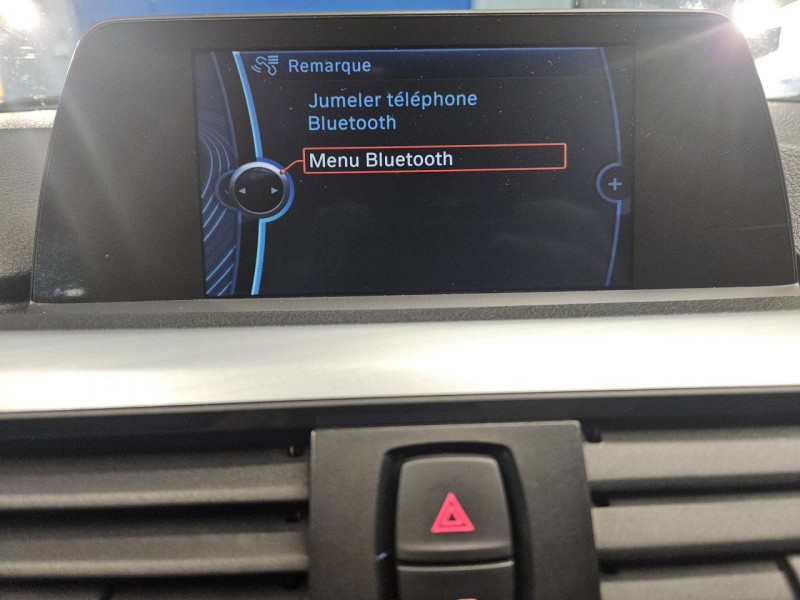 Remarque
Jumeler téléphone
Bluetooth
Menu Bluetooth